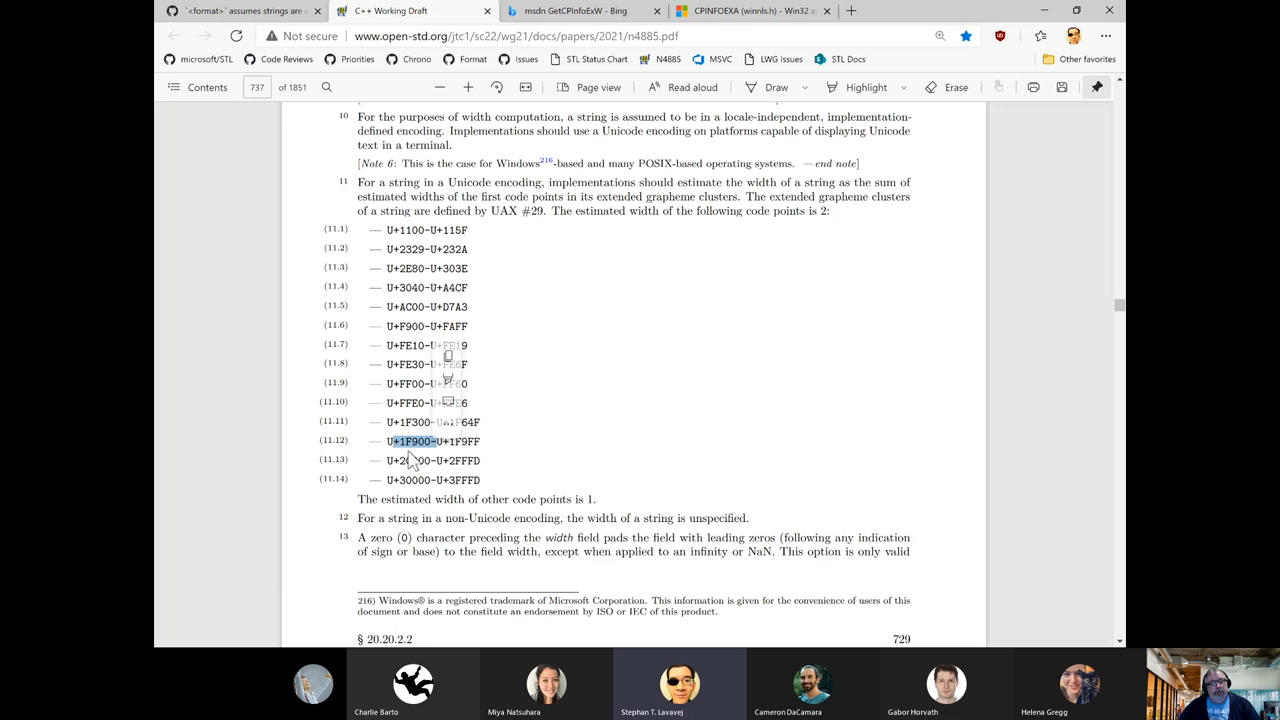 `<format>` assumes strings are
C++ Working Draft
msdn GetCPInfoExW - Bing
CPINFOEXA (winnls.h) - Win32 a
Not secure
www.open-std.org/jtc1/sc22/wg21/docs/papers/2021/n4885.pdf
microsoft/STL
Code Reviews
Priorities
Chrono
Format
Issues
STL Status Chart
N4885
MSVC
LWG Issues
STL Docs
Other favorites
Contents
737
of 1851
Page view
Read aloud
Draw
Highlight
Erase
10 For the purposes of width computation, a string is assumed to be in a locale-independent, implementation-
defined encoding. Implementations should use a Unicode encoding on platforms capable of displaying Unicode
text in a terminal.
[Note 6: This is the case for Windows216-based and many POSIX-based operating systems. — end note]
11 For a string in a Unicode encoding, implementations should estimate the width of a string as the sum of
estimated widths of the first code points in its extended grapheme clusters. The extended grapheme clusters
of a string are defined by UAX #29. The estimated width of the following code points is 2:
(11.1) — U+1100-U+115F
(11.2) — U+2329-U+232A
(11.3) — U+2E80-U+303E
(11.4) — U+3040-U+A4CF
(11.5) — U+AC00-U+D7A3
(11.6) — U+F900-U+FAFF
(11.7) — U+FE10-U+FE19
(11.8) — U+FE30-U+FE6F
(11.9) — U+FF00-U+FF60
(11.10) — U+FFE0-U+FFE6
(11.11) — U+1F300-U+1F64F
(11.12) — U+1F900-U+1F9FF
(11.13) — U+20000-U+2FFFD
(11.14) — U+30000-U+3FFFD
The estimated width of other code points is 1.
12 For a string in a non-Unicode encoding, the width of a string is unspecified.
13 A zero (0) character preceding the width field pads the field with leading zeros (following any indication
of sign or base) to the field width, except when applied to an infinity or NaN. This option is only valid
216) Windows® is a registered trademark of Microsoft Corporation. This information is given for the convenience of users of this
document and does not constitute an endorsement by ISO or IEC of this product.
§ 20.20.2.2
729
Charlie Barto
Miya Natsuhara
Stephan T. Lavavej
Cameron DaCamara
Gabor Horvath
Helena Gregg